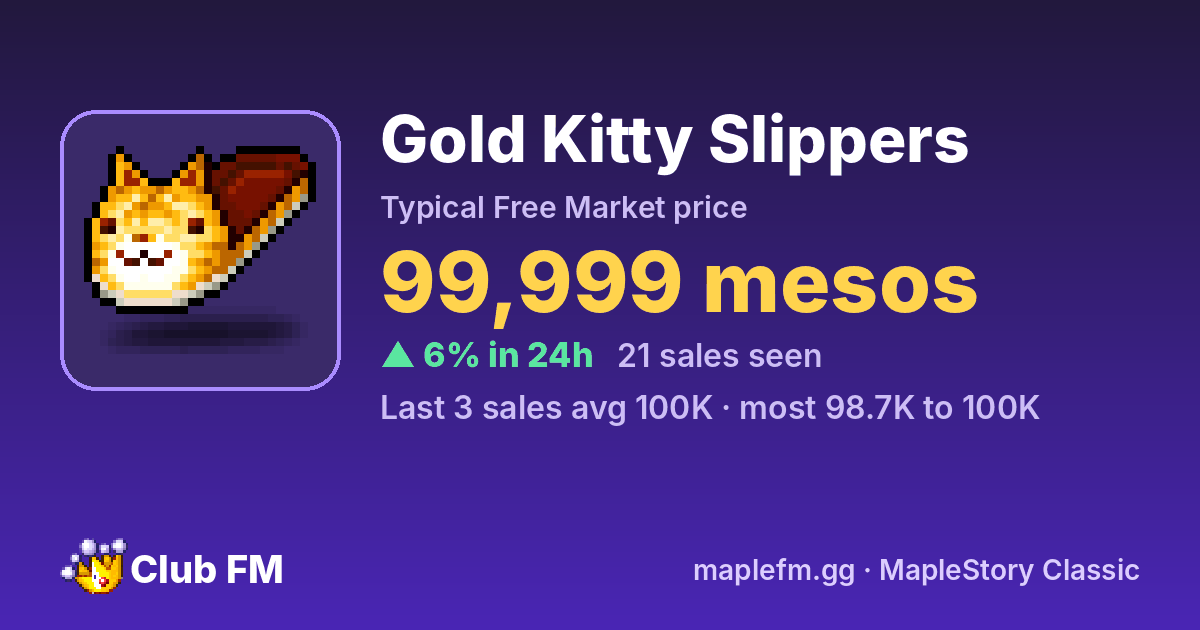 Gold Kitty Slippers
Typical Free Market price
99,999 mesos
▲ 6% in 24h 21 sales seen
Last 3 sales avg 100K · most 98.7K to 100K
Club FM
maplefm.gg · MapleStory Classic